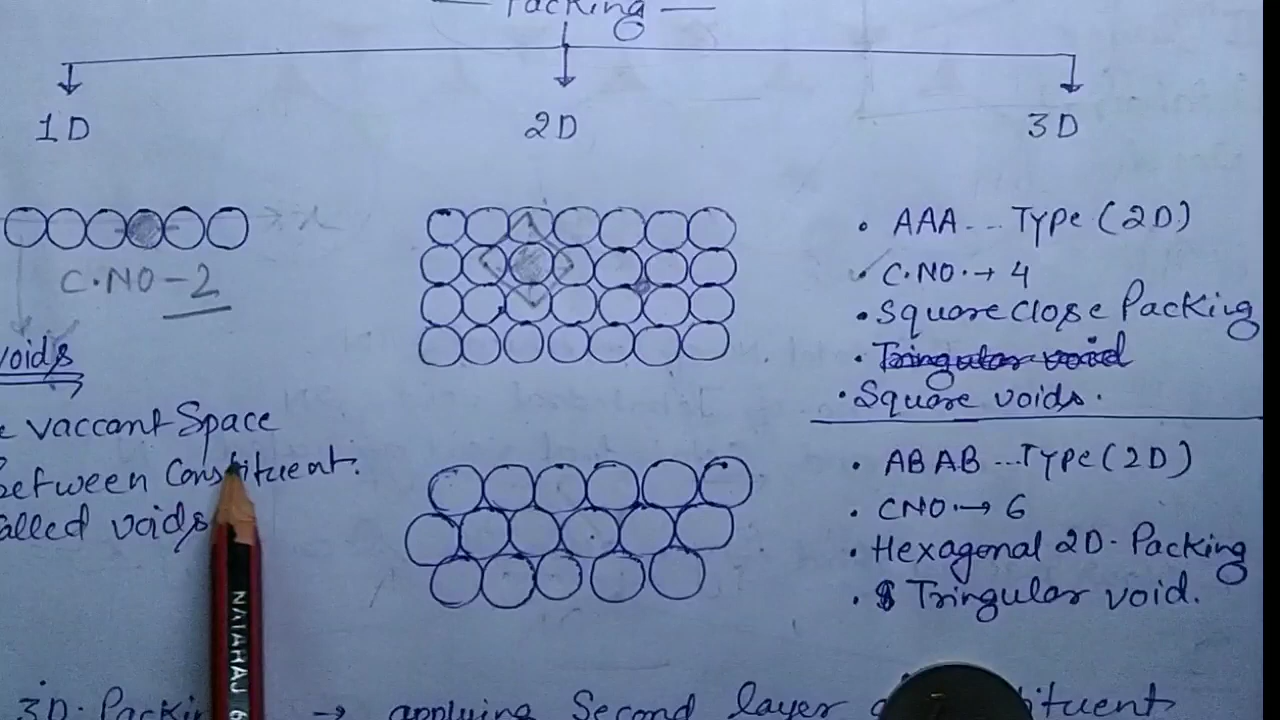 Packing
1D
2D
3D
C.NO-2
voids
vaccant Space
Between Constituent.
called voids
• AAA... Type (2D)
• C.NO.→ 4
• Square close Packing
• Tringular void
• Square voids.
• ABAB ...Type (2D)
• CNO.→ 6
• Hexagonal 2D. Packing
• Tringular void.
3D. Packin → applying Second layer
NATARAJ 6